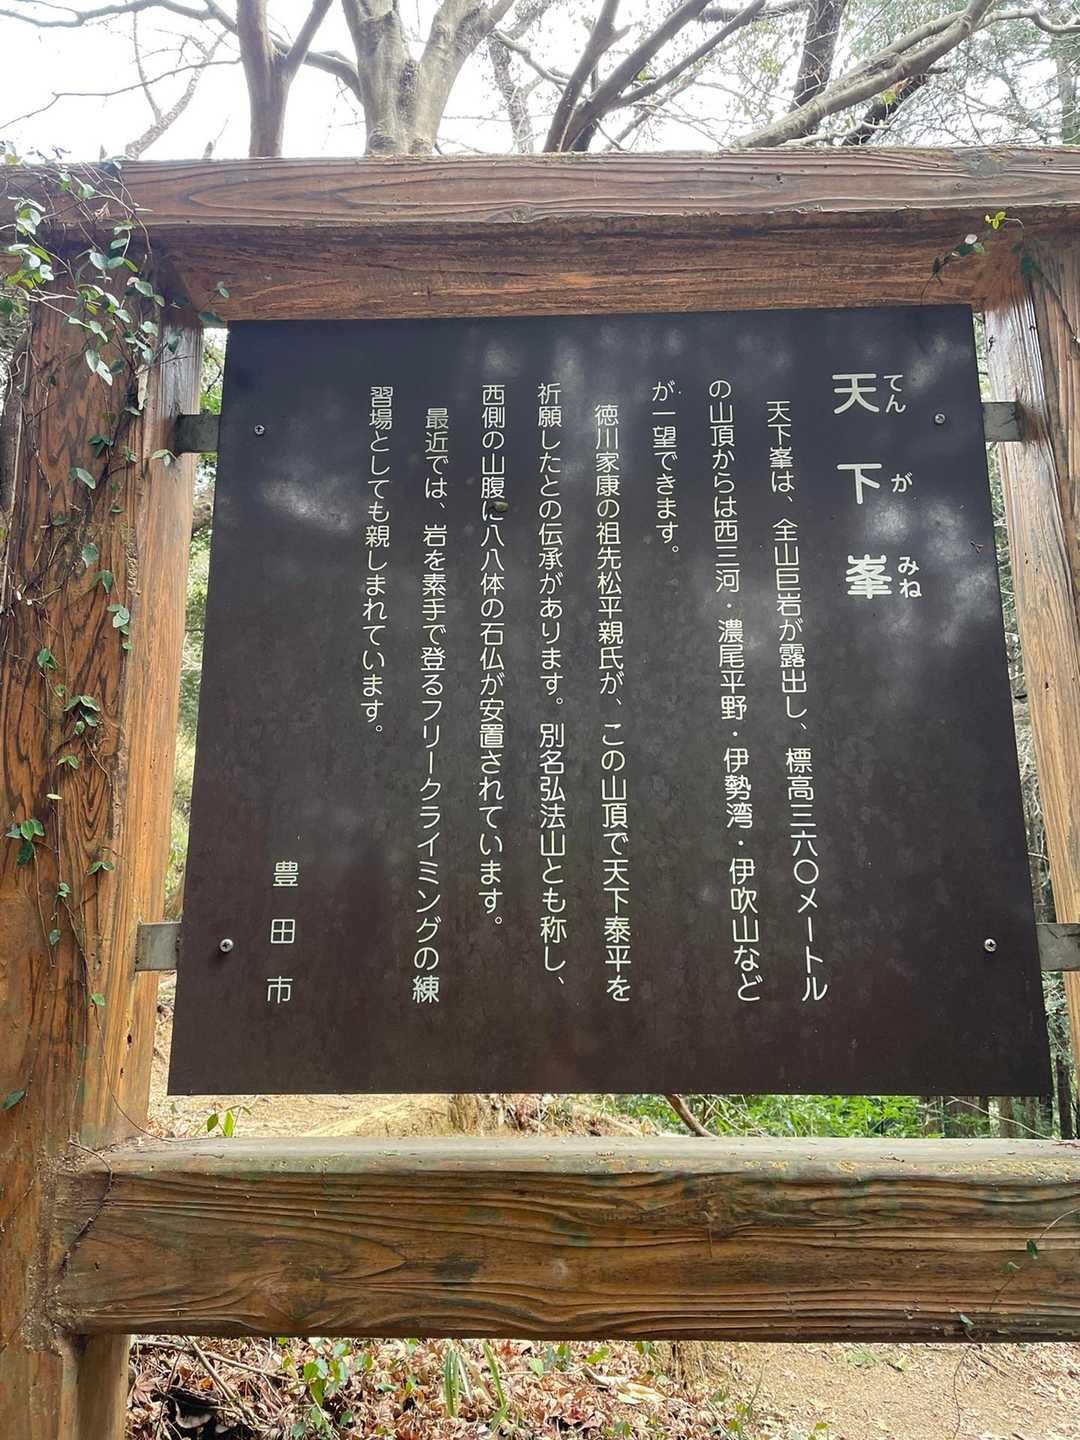 天下峯
てんがみね
天下峯は、全山巨岩が露出し、標高三六〇メートル
の山頂からは西三河・濃尾平野・伊勢湾・伊吹山など
が一望できます。
徳川家康の祖先松平親氏が、この山頂で天下泰平を
祈願したとの伝承があります。別名弘法山とも称し、
西側の山腹に八八体の石仏が安置されています。
最近では、岩を素手で登るフリークライミングの練
習場としても親しまれています。
豊田市